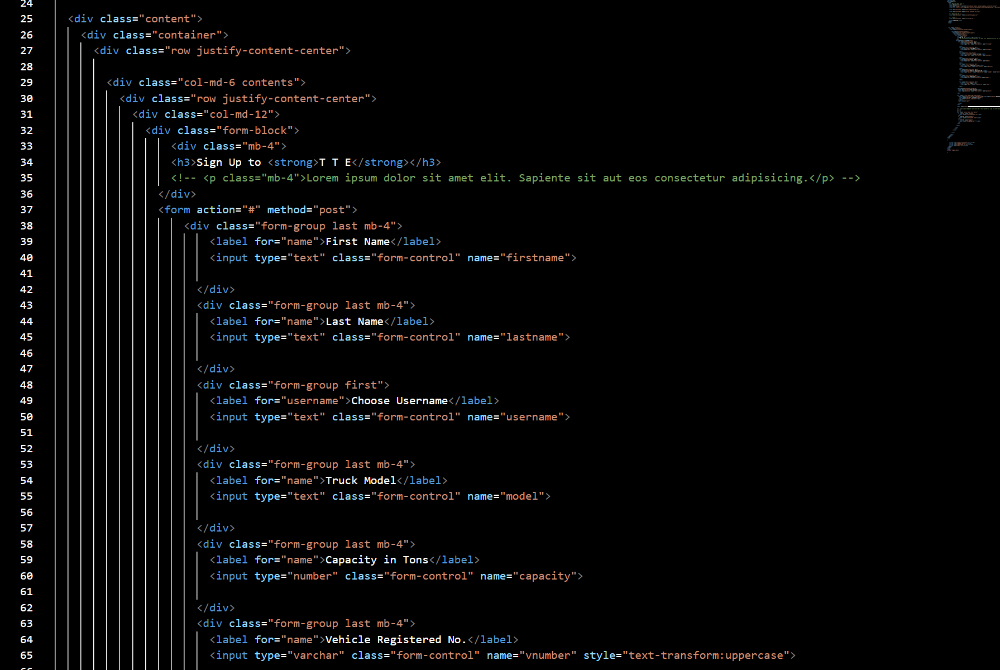 24
25 <div class="content">
26 <div class="container">
27 <div class="row justify-content-center">
28
29 <div class="col-md-6 contents">
30 <div class="row justify-content-center">
31 <div class="col-md-12">
32 <div class="form-block">
33 <div class="mb-4">
34 <h3>Sign Up to <strong>T T E</strong></h3>
35 <!-- <p class="mb-4">Lorem ipsum dolor sit amet elit. Sapiente sit aut eos consectetur adipisicing.</p> -->
36 </div>
37 <form action="#" method="post">
38 <div class="form-group last mb-4">
39 <label for="name">First Name</label>
40 <input type="text" class="form-control" name="firstname">
41
42 </div>
43 <div class="form-group last mb-4">
44 <label for="name">Last Name</label>
45 <input type="text" class="form-control" name="lastname">
46
47 </div>
48 <div class="form-group first">
49 <label for="username">Choose Username</label>
50 <input type="text" class="form-control" name="username">
51
52 </div>
53 <div class="form-group last mb-4">
54 <label for="name">Truck Model</label>
55 <input type="text" class="form-control" name="model">
56
57 </div>
58 <div class="form-group last mb-4">
59 <label for="name">Capacity in Tons</label>
60 <input type="number" class="form-control" name="capacity">
61
62 </div>
63 <div class="form-group last mb-4">
64 <label for="name">Vehicle Registered No.</label>
65 <input type="varchar" class="form-control" name="vnumber" style="text-transform:uppercase">